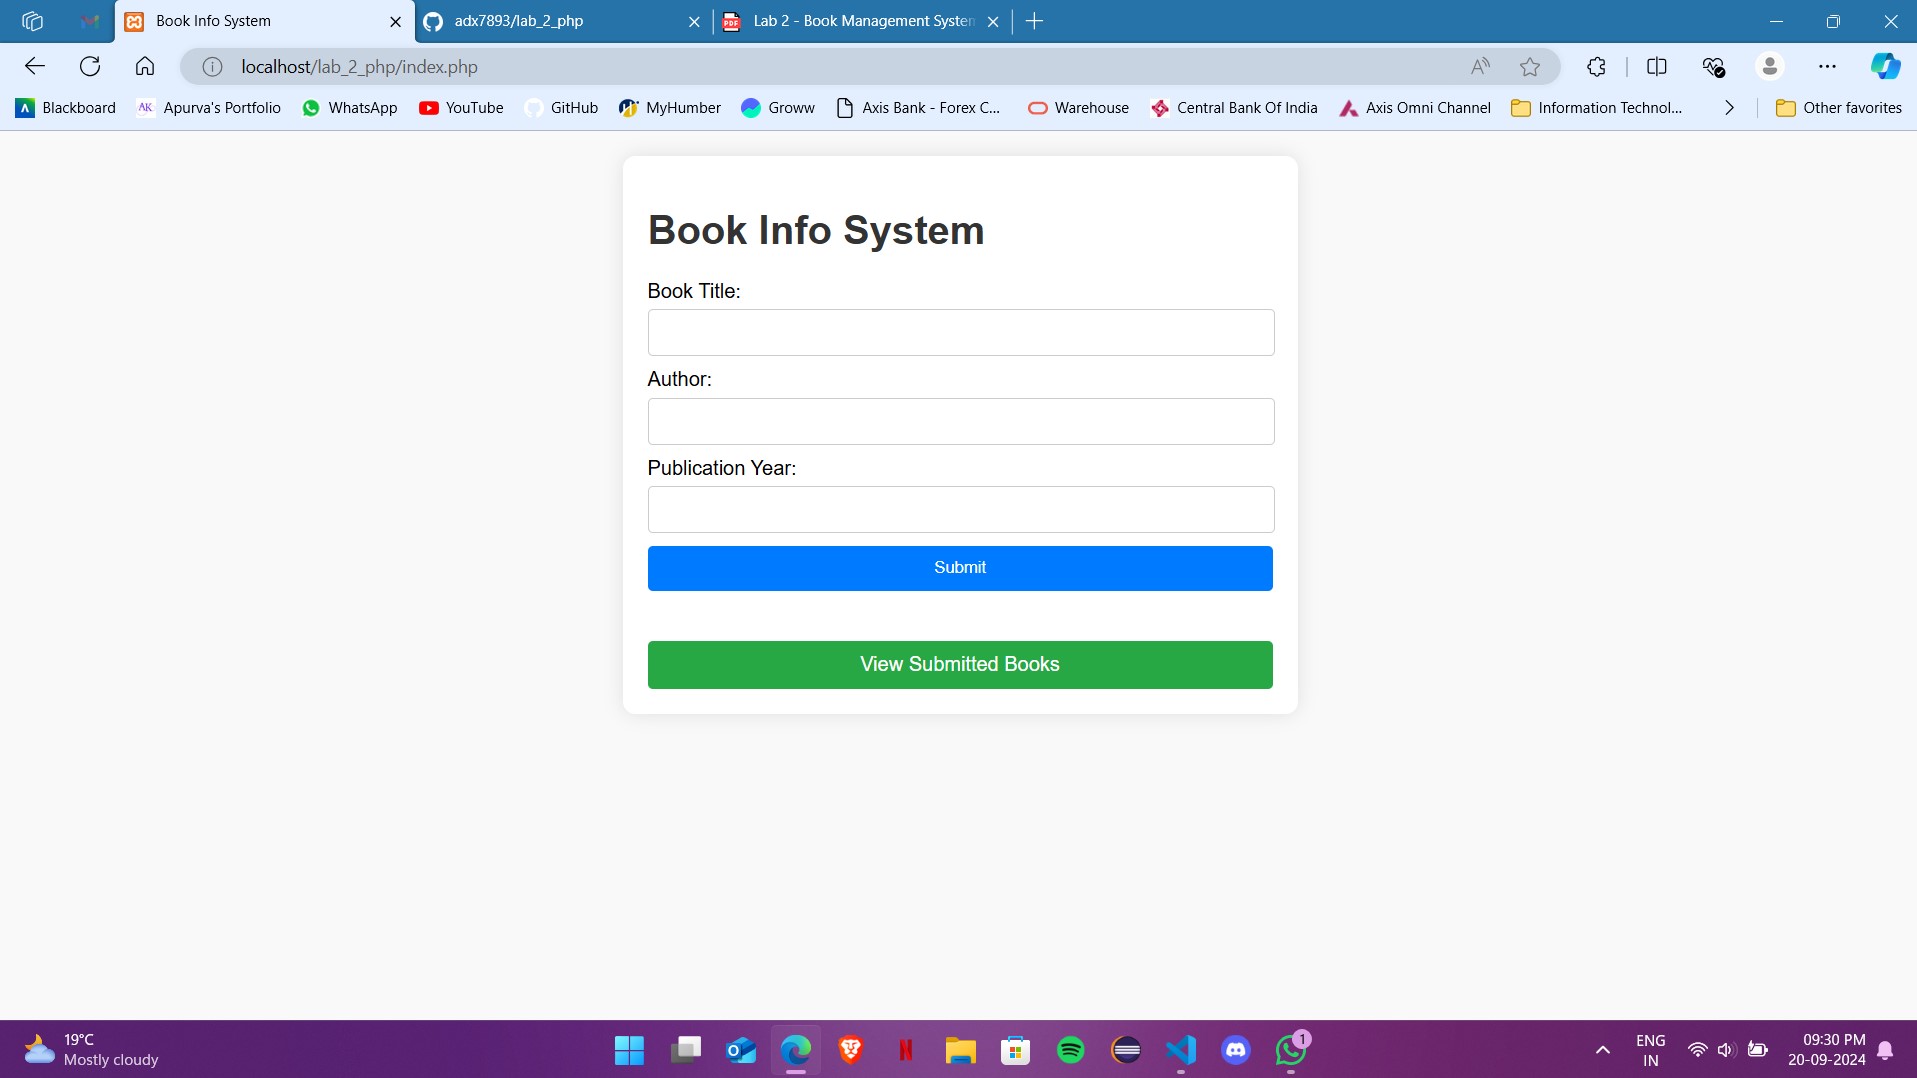 Book Info System
adx7893/lab_2_php
Lab 2 - Book Management System
localhost/lab_2_php/index.php
Blackboard
AK Apurva's Portfolio
WhatsApp
YouTube
GitHub
MyHumber
Groww
Axis Bank - Forex C...
Warehouse
Central Bank Of India
Axis Omni Channel
Information Technol...
Other favorites
Book Info System
Book Title:
Author:
Publication Year:
Submit
View Submitted Books
19°C
Mostly cloudy
1
ENG
IN
09:30 PM
20-09-2024